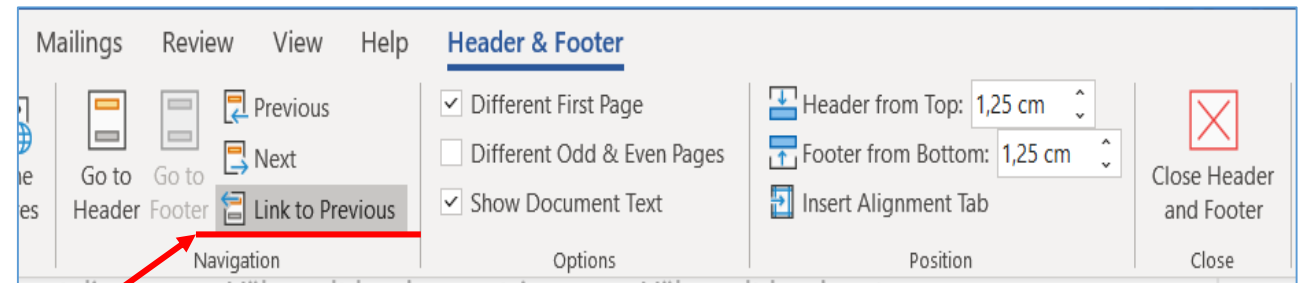 Mailings Review View Help Header & Footer
Go to Header
Go to Footer
Previous
Next
Link to Previous
Navigation
Different First Page
Different Odd & Even Pages
Show Document Text
Options
Header from Top: 1,25 cm
Footer from Bottom: 1,25 cm
Insert Alignment Tab
Position
Close Header
and Footer
Close